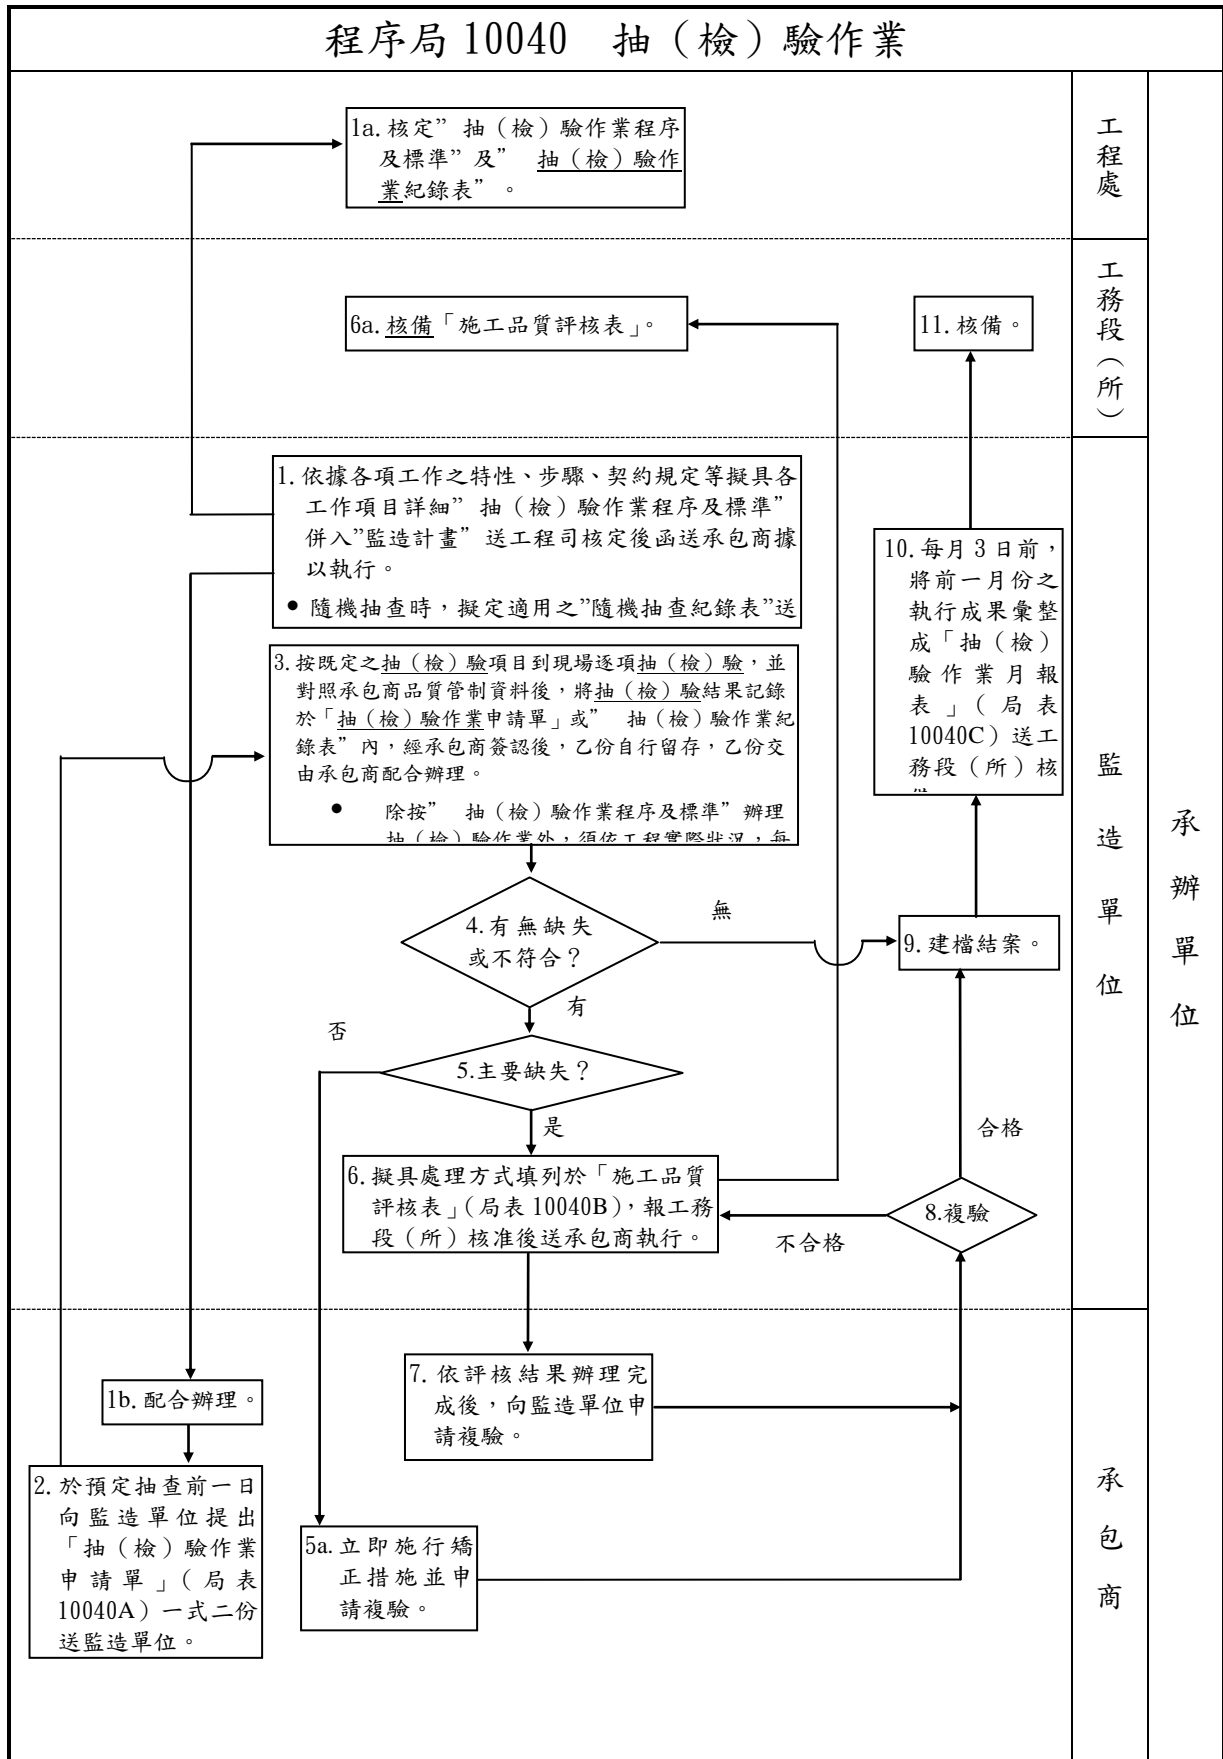 程序局 10040　抽（檢）驗作業
1a. 核定”抽（檢）驗作業程序
及標準”及”　抽（檢）驗作
業紀錄表”。
工程處
6a. 核備「施工品質評核表」。
11. 核備。
工務段（所）
1. 依據各項工作之特性、步驟、契約規定等擬具各
工作項目詳細”抽（檢）驗作業程序及標準”
併入”監造計畫”送工程司核定後函送承包商據
以執行。
● 隨機抽查時，擬定適用之”隨機抽查紀錄表”送
3. 按既定之抽（檢）驗項目到現場逐項抽（檢）驗，並
對照承包商品質管制資料後，將抽（檢）驗結果記錄
於「抽（檢）驗作業申請單」或”　抽（檢）驗作業紀
錄表”內，經承包商簽認後，乙份自行留存，乙份交
由承包商配合辦理。
●　除按”　抽（檢）驗作業程序及標準”辦理
抽（檢）驗作業外，須依工程實際狀況，每
10. 每月 3 日前，
將前一月份之
執行成果彙整
成「抽（檢）
驗作業月報
表」（局表
10040C）送工
務段（所）核
4. 有無缺失
或不符合？
無
有
9. 建檔結案。
5.主要缺失？
否
是
6. 擬具處理方式填列於「施工品質
評核表」(局表 10040B)，報工務
段（所）核准後送承包商執行。
8.複驗
合格
不合格
監造單位
承辦單位
1b. 配合辦理。
2. 於預定抽查前一日
向監造單位提出
「抽（檢）驗作業
申請單」（局表
10040A）一式二份
送監造單位。
7. 依評核結果辦理完
成後，向監造單位申
請複驗。
5a. 立即施行矯
正措施並申
請複驗。
承包商